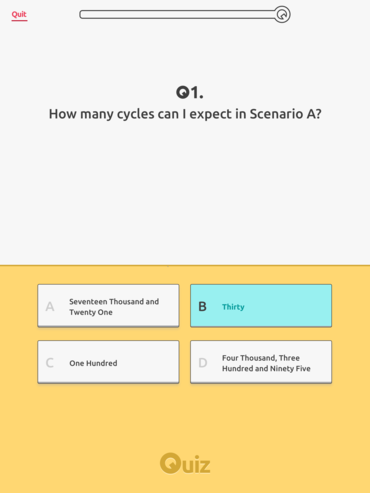 Quit
Q1.
How many cycles can I expect in Scenario A?
A
Seventeen Thousand and
Twenty One
B
Thirty
C
One Hundred
D
Four Thousand, Three
Hundred and Ninety Five
Quiz